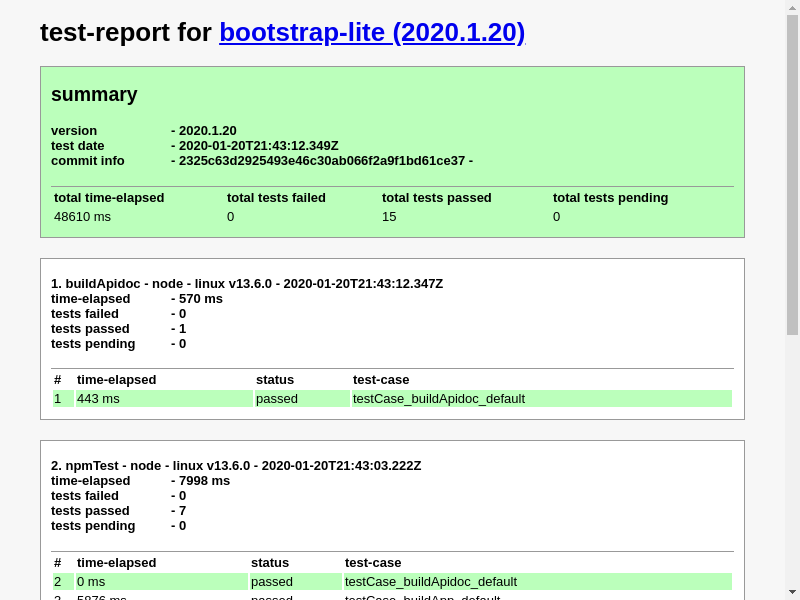 test-report for bootstrap-lite (2020.1.20)
summary
version - 2020.1.20
test date - 2020-01-20T21:43:12.349Z
commit info - 2325c63d2925493e46c30ab066f2a9f1bd61ce37 -
total time-elapsed total tests failed total tests passed total tests pending
48610 ms 0 15 0
1. buildApidoc - node - linux v13.6.0 - 2020-01-20T21:43:12.347Z
time-elapsed - 570 ms
tests failed - 0
tests passed - 1
tests pending - 0
# time-elapsed status test-case
1 443 ms passed testCase_buildApidoc_default
2. npmTest - node - linux v13.6.0 - 2020-01-20T21:43:03.222Z
time-elapsed - 7998 ms
tests failed - 0
tests passed - 7
tests pending - 0
# time-elapsed status test-case
2 0 ms passed testCase_buildApidoc_default
3 5876 ms passed testCase_buildApp_default